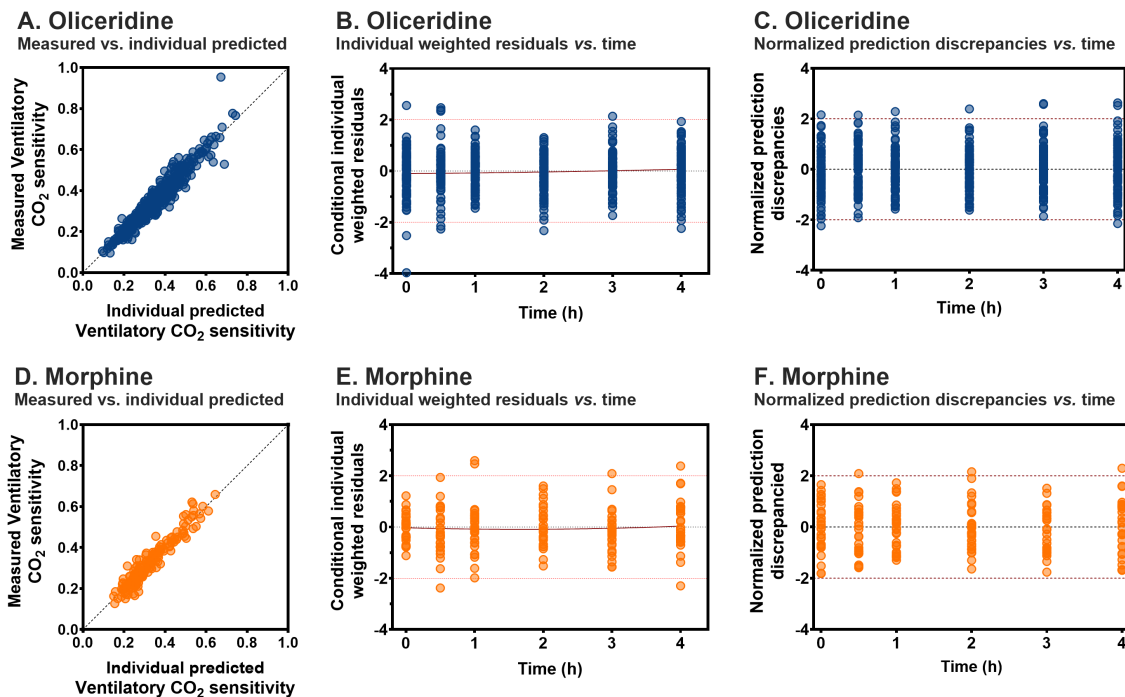 A. Oliceridine
Measured vs. individual predicted
Measured Ventilatory
CO2 sensitivity
1.0
0.8
0.6
0.4
0.2
0.0
0.0 0.2 0.4 0.6 0.8 1.0
Individual predicted
Ventilatory CO2 sensitivity
B. Oliceridine
Individual weighted residuals vs. time
Conditional individual
weighted residuals
4
2
0
-2
-4
0 1 2 3 4
Time (h)
C. Oliceridine
Normalized prediction discrepancies vs. time
Normalized prediction
discrepancies
4
2
0
-2
-4
0 1 2 3 4
Time (h)
D. Morphine
Measured vs. individual predicted
Measured Ventilatory
CO2 sensitivity
1.0
0.8
0.6
0.4
0.2
0.0
0.0 0.2 0.4 0.6 0.8 1.0
Individual predicted
Ventilatory CO2 sensitivity
E. Morphine
Individual weighted residuals vs. time
Conditional individual
weighted residuals
4
2
0
-2
-4
0 1 2 3 4
Time (h)
F. Morphine
Normalized prediction discrepancies vs. time
Normalized prediction
discrepancied
4
2
0
-2
-4
0 1 2 3 4
Time (h)